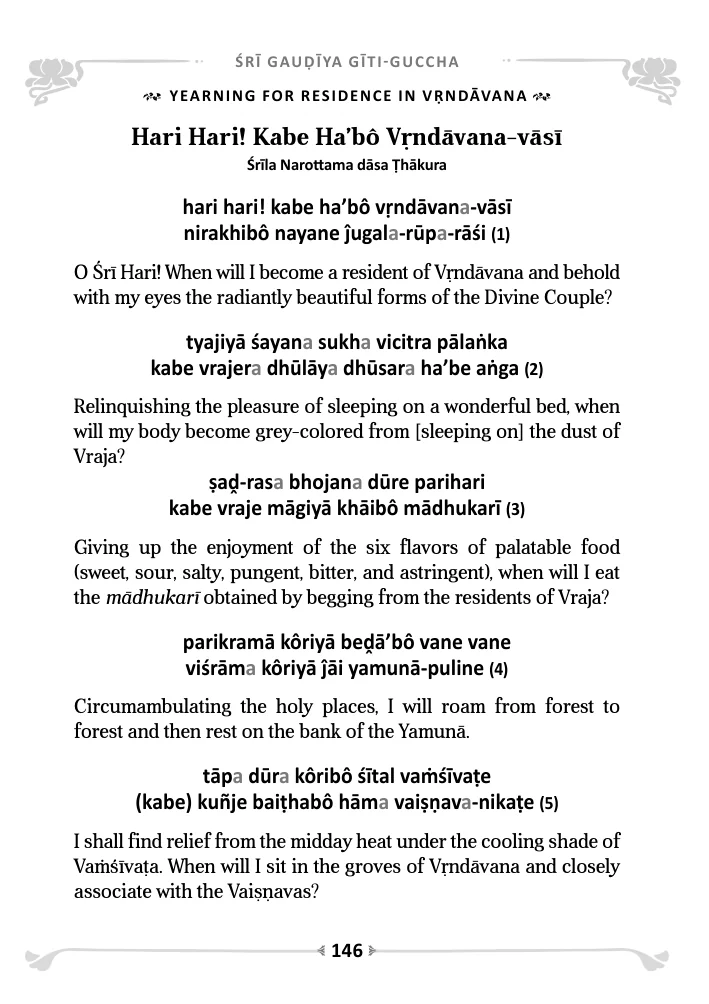 ŚRĪ GAUḌĪYA GĪTI-GUCCHA
YEARNING FOR RESIDENCE IN VṚNDĀVANA
Hari Hari! Kabe Ha’bô Vṛndāvana-vāsī
Śrīla Narottama dāsa Ṭhākura
hari hari! kabe ha’bô vṛndāvana-vāsī
nirakhibô nayane ĵugala-rūpa-rāśi (1)
O Śrī Hari! When will I become a resident of Vṛndāvana and behold
with my eyes the radiantly beautiful forms of the Divine Couple?
tyajiyā śayana sukha vicitra pālaṅka
kabe vrajera dhūlāya dhūsara ha’be aṅga (2)
Relinquishing the pleasure of sleeping on a wonderful bed, when
will my body become grey-colored from [sleeping on] the dust of
Vraja?
ṣaḓ-rasa bhojana dūre parihari
kabe vraje māgiyā khāibô mādhukarī (3)
Giving up the enjoyment of the six flavors of palatable food
(sweet, sour, salty, pungent, bitter, and astringent), when will I eat
the mādhukarī obtained by begging from the residents of Vraja?
parikramā kôriyā beḓā’bô vane vane
viśrāma kôriyā ĵāi yamunā-puline (4)
Circumambulating the holy places, I will roam from forest to
forest and then rest on the bank of the Yamunā.
tāpa dūra kôribô śītal vaṁśīvaṭe
(kabe) kuñje baiṭhabô hāma vaiṣṇava-nikaṭe (5)
I shall find relief from the midday heat under the cooling shade of
Vaṁśīvaṭa. When will I sit in the groves of Vṛndāvana and closely
associate with the Vaiṣṇavas?
146